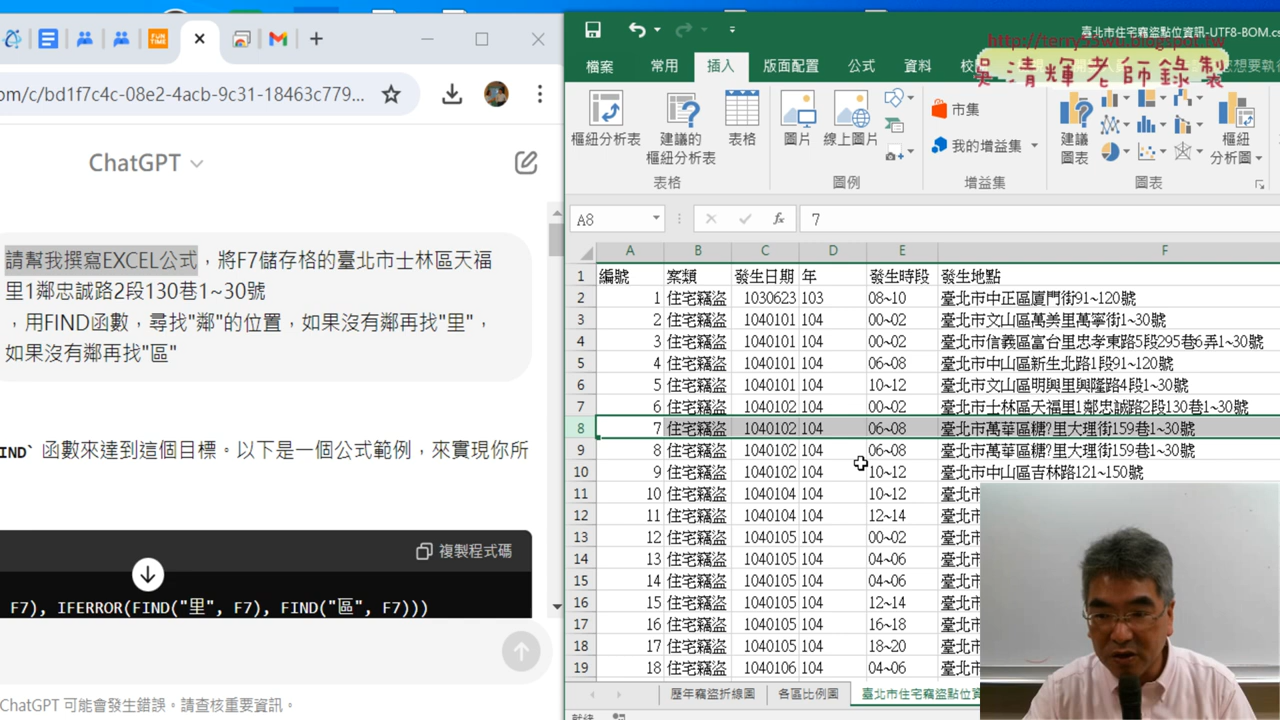 om/c/bd1f7c4c-08e2-4acb-9c31-18463c779...
ChatGPT
請幫我撰寫EXCEL公式，將F7儲存格的臺北市士林區天福
里1鄰忠誠路2段130巷1~30號
，用FIND函數，尋找"鄰"的位置，如果沒有鄰再找"里"，
如果沒有鄰再找"區"
IND` 函數來達到這個目標。以下是一個公式範例，來實現你所
複製程式碼
F7), IFERROR(FIND("里", F7), FIND("區", F7)))
ChatGPT 可能會發生錯誤。請查核重要資訊。
臺北市住宅竊盜點位資訊-UTF8-BOM.cs
http://terry55wu.blogspot.tw
吳清輝老師錄製
檔案 常用 插入 版面配置 公式 資料 校
樞紐分析表 建議的樞紐分析表 表格 圖片 線上圖片 市集 我的增益集 建議圖表 樞紐分析圖
表格 圖例 增益集 圖表
A8 fx 7
A B C D E F
1 編號 案類 發生日期 年 發生時段 發生地點
2 1 住宅竊盜 1030623 103 08~10 臺北市中正區廈門街91~120號
3 2 住宅竊盜 1040101 104 00~02 臺北市文山區萬美里萬寧街1~30號
4 3 住宅竊盜 1040101 104 00~02 臺北市信義區富台里忠孝東路5段295巷6弄1~30號
5 4 住宅竊盜 1040101 104 06~08 臺北市中山區新生北路1段91~120號
6 5 住宅竊盜 1040101 104 10~12 臺北市文山區明興里興隆路4段1~30號
7 6 住宅竊盜 1040102 104 00~02 臺北市士林區天福里1鄰忠誠路2段130巷1~30號
8 7 住宅竊盜 1040102 104 06~08 臺北市萬華區糖?里大理街159巷1~30號
9 8 住宅竊盜 1040102 104 06~08 臺北市萬華區糖?里大理街159巷1~30號
10 9 住宅竊盜 1040102 104 10~12 臺北市中山區吉林路121~150號
11 10 住宅竊盜 1040104 104 10~12 臺北市
12 11 住宅竊盜 1040104 104 12~14 臺北市
13 12 住宅竊盜 1040105 104 00~02 臺北市
14 13 住宅竊盜 1040105 104 04~06 臺北市
15 14 住宅竊盜 1040105 104 04~06 臺北市
16 15 住宅竊盜 1040105 104 12~14 臺北市
17 16 住宅竊盜 1040105 104 16~18 臺北市
18 17 住宅竊盜 1040105 104 18~20 臺北市
19 18 住宅竊盜 1040106 104 04~06 臺北市
歷年竊盜折線圖 各區比例圖 臺北市住宅竊盜點位資